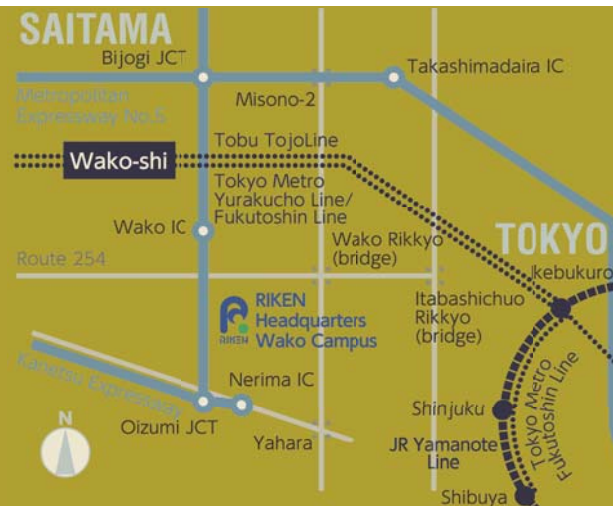 SAITAMA
Bijogi JCT
Takashimadaira IC
Metropolitan
Expressway No.5
Misono-2
Tobu TojoLine
Wako-shi
Tokyo Metro
Yurakucho Line/
Fukutoshin Line
Wako IC
Wako Rikkyo
(bridge)
TOKYO
Route 254
Ikebukuro
RIKEN
Headquarters
Wako Campus
RIKEN
Itabashichuo
Rikkyo
(bridge)
Kanetsu Expressway
Nerima IC
Oizumi JCT
Yahara
Shinjuku
Tokyo Metro
Fukutoshin Line
JR Yamanote
Line
Shibuya
N